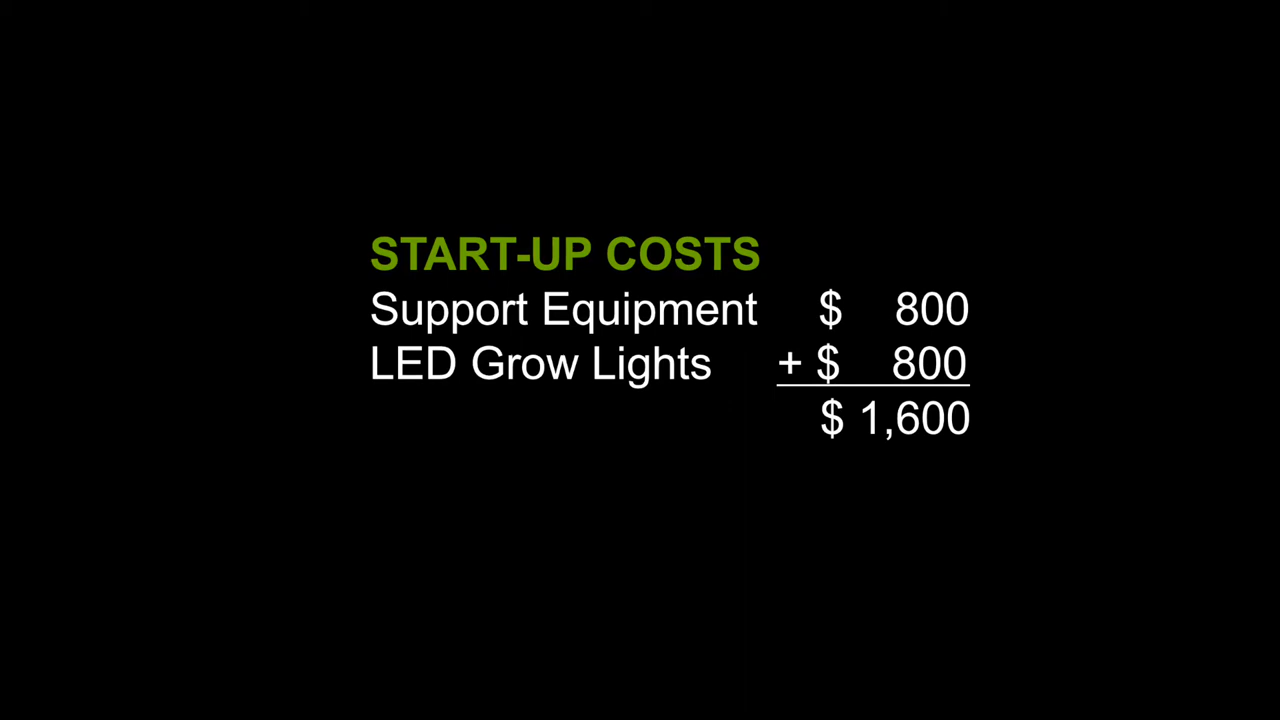 START-UP COSTS
Support Equipment $ 800
LED Grow Lights + $ 800
$ 1,600